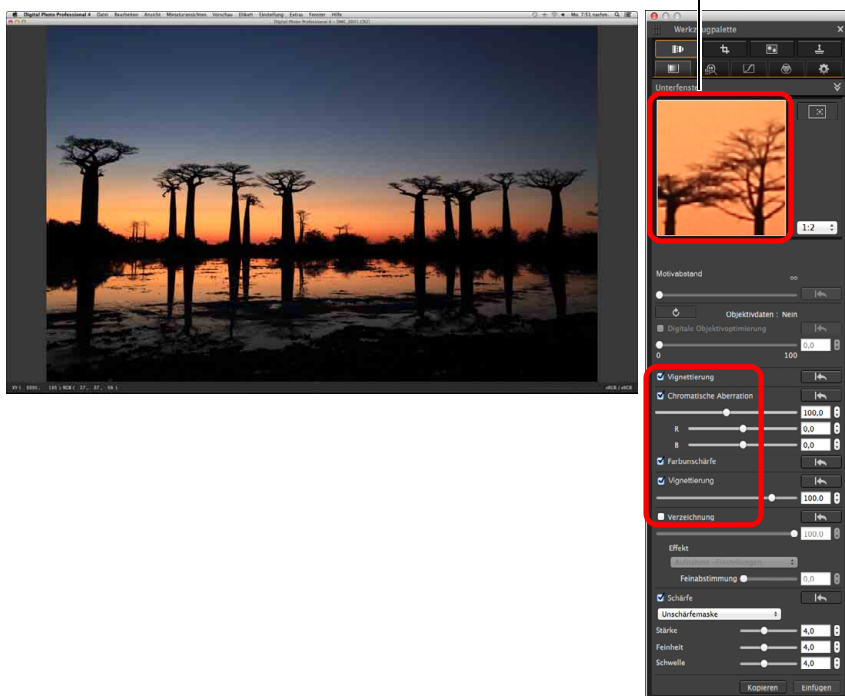 Digital Photo Professional 4 Datei Bearbeiten Ansicht Miniaturansichten Vorschau Etikett Einstellung Extras Fenster Hilfe
Werkzeugpalette
Unterfenst
1:2
Motivabstand
∞
Objektivdaten : Nein
Digitale Objektivoptimierung
0,0
0 100
Vignettierung
Chromatische Aberration
100,0
R 0,0
B 0,0
Farbunschärfe
Vignettierung
100.0
Verzeichnung
100.0
Effekt
Aufnahme -Einstellungen
Feinabstimmung 0,0
Schärfe
Unschärfemaske
Stärke 4,0
Feinheit 4,0
Schwelle 4,0
Kopieren Einfügen